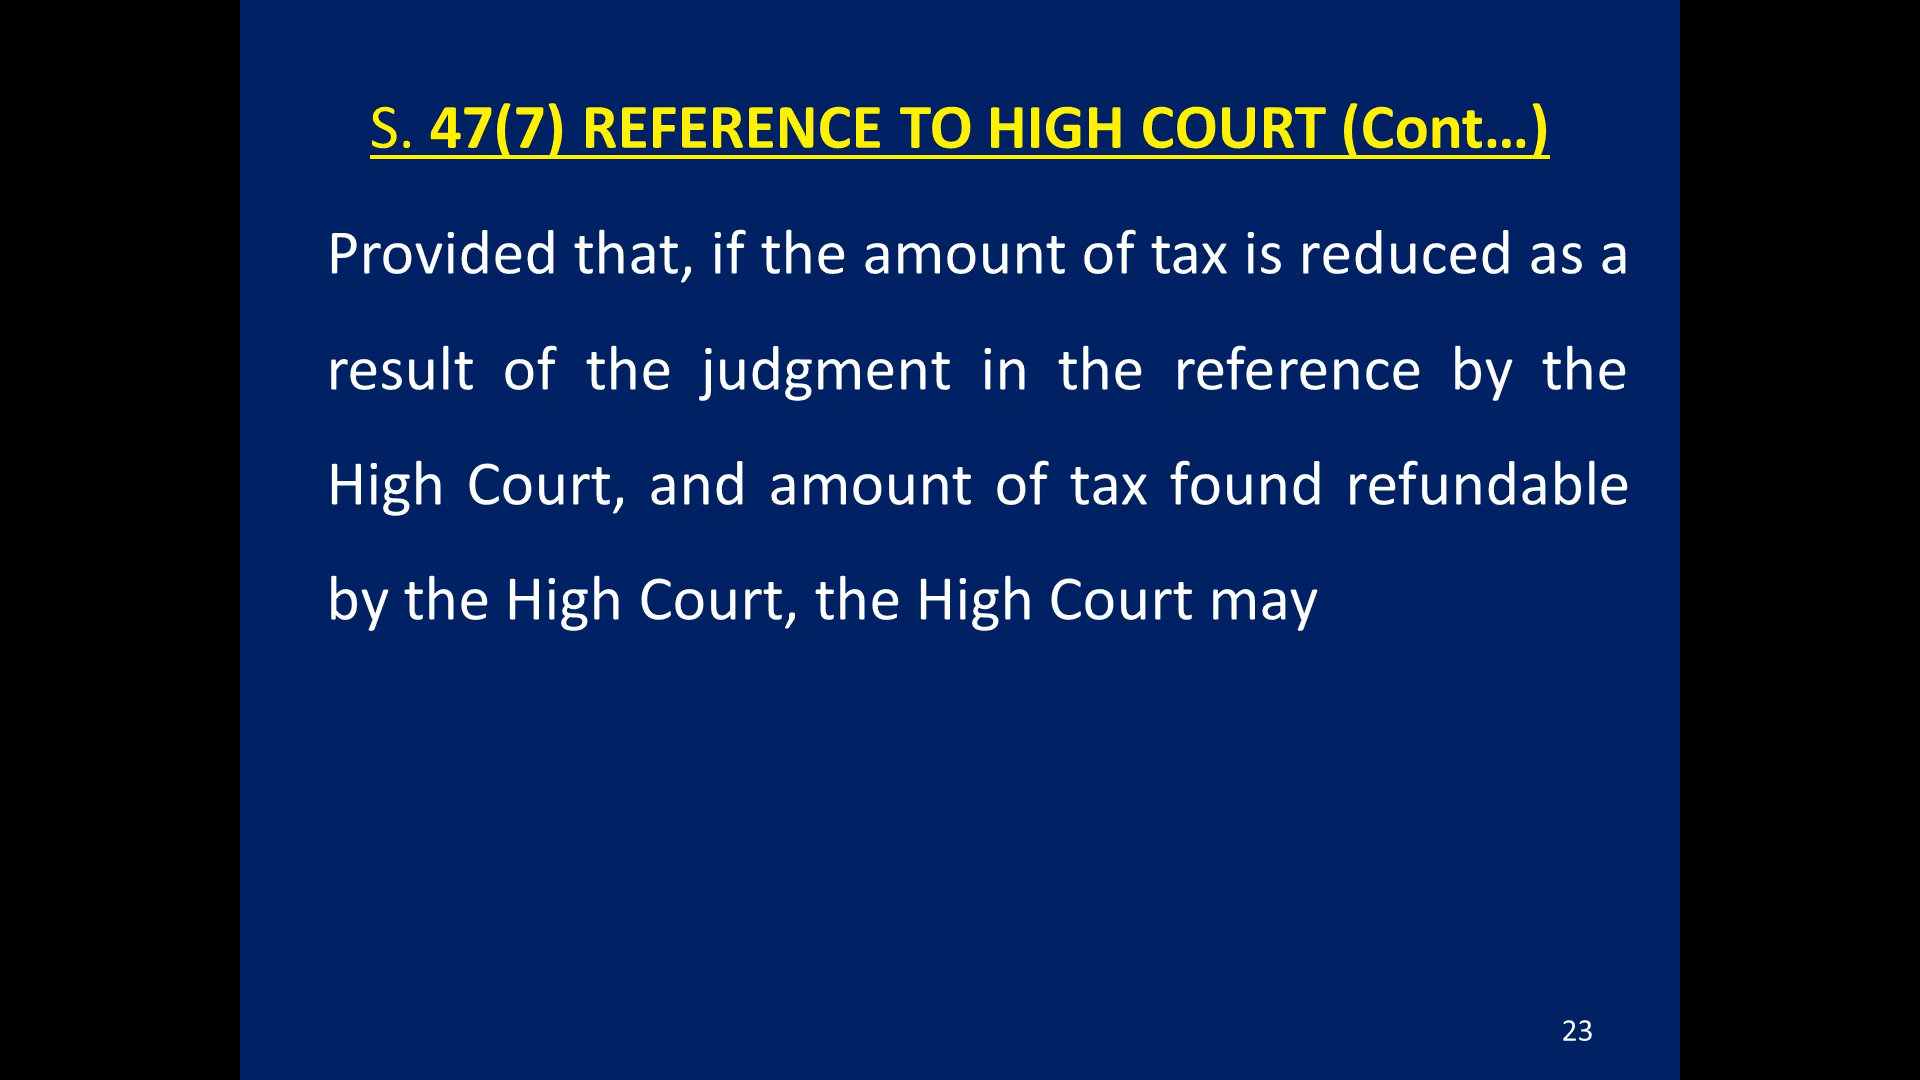 S. 47(7) REFERENCE TO HIGH COURT (Cont…)
Provided that, if the amount of tax is reduced as a
result of the judgment in the reference by the
High Court, and amount of tax found refundable
by the High Court, the High Court may
23